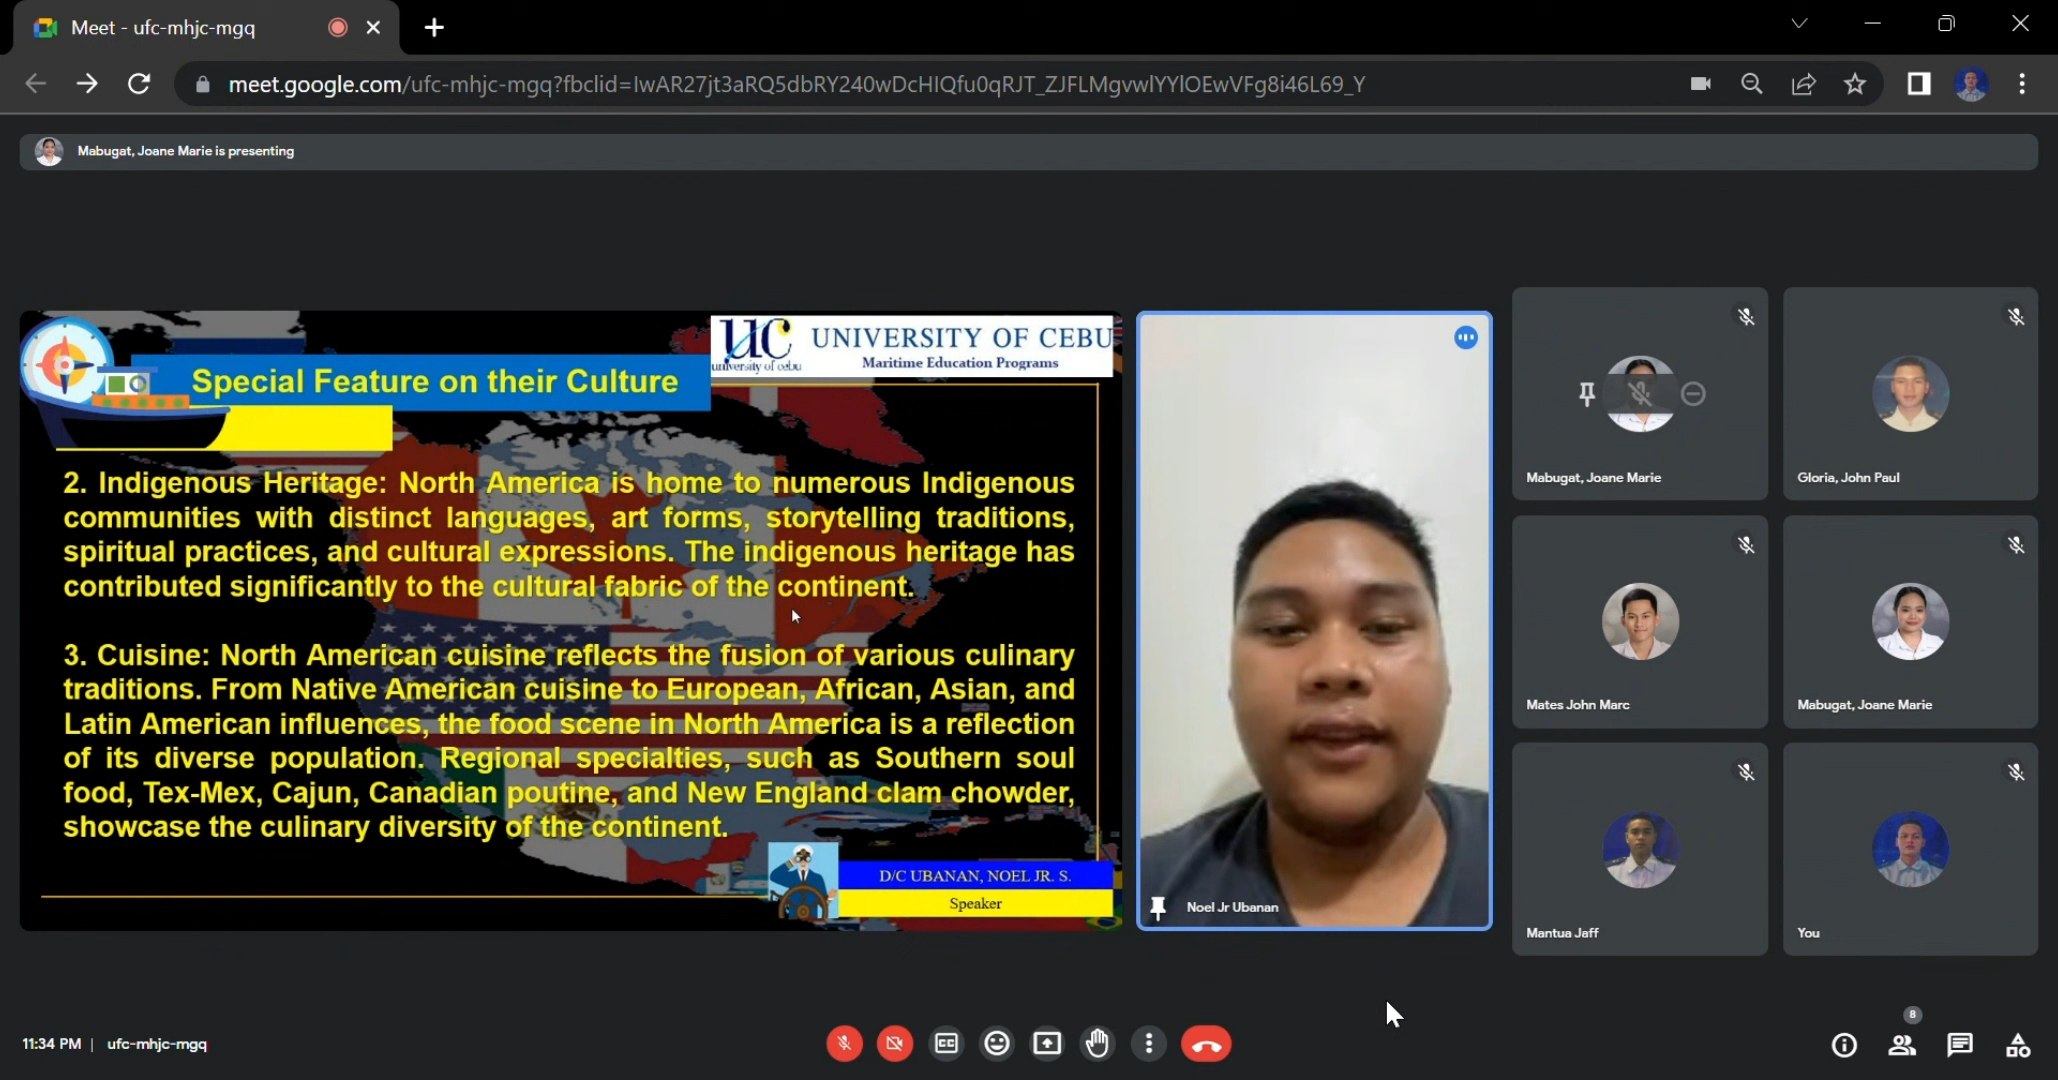 Meet - ufc-mhjc-mgq
meet.google.com/ufc-mhjc-mgq?fbclid=IwAR27jt3aRQ5dbRY240wDcHIQfu0qRJT_ZJFLMgvwlYYlOEwVFg8i46L69_Y
Mabugat, Joane Marie is presenting
UC
university of cebu
UNIVERSITY OF CEBU
Maritime Education Programs
Special Feature on their Culture
2. Indigenous Heritage: North America is home to numerous Indigenous
communities with distinct languages, art forms, storytelling traditions,
spiritual practices, and cultural expressions. The indigenous heritage has
contributed significantly to the cultural fabric of the continent.
3. Cuisine: North American cuisine reflects the fusion of various culinary
traditions. From Native American cuisine to European, African, Asian, and
Latin American influences, the food scene in North America is a reflection
of its diverse population. Regional specialties, such as Southern soul
food, Tex-Mex, Cajun, Canadian poutine, and New England clam chowder,
showcase the culinary diversity of the continent.
D/C UBANAN, NOEL JR. S.
Speaker
Noel Jr Ubanan
Mabugat, Joane Marie
Gloria, John Paul
Mates John Marc
Mabugat, Joane Marie
Mantua Jaff
You
11:34 PM | ufc-mhjc-mgq
CC
8